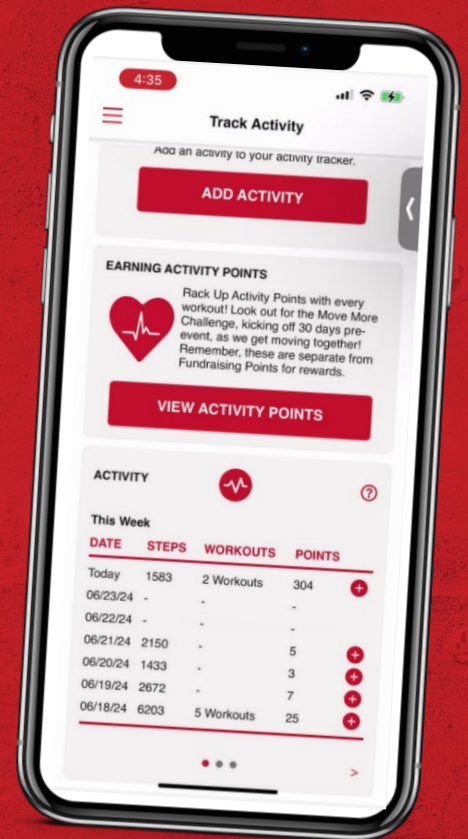 4:35
Track Activity
Add an activity to your activity tracker.
ADD ACTIVITY
EARNING ACTIVITY POINTS
Rack Up Activity Points with every
workout! Look out for the Move More
Challenge, kicking off 30 days pre-
event, as we get moving together!
Remember, these are separate from
Fundraising Points for rewards.
VIEW ACTIVITY POINTS
ACTIVITY
This Week
DATE STEPS WORKOUTS POINTS
Today 1583 2 Workouts 304
06/23/24 - - -
06/22/24 - - -
06/21/24 2150 - 5
06/20/24 1433 - 3
06/19/24 2672 - 7
06/18/24 6203 5 Workouts 25